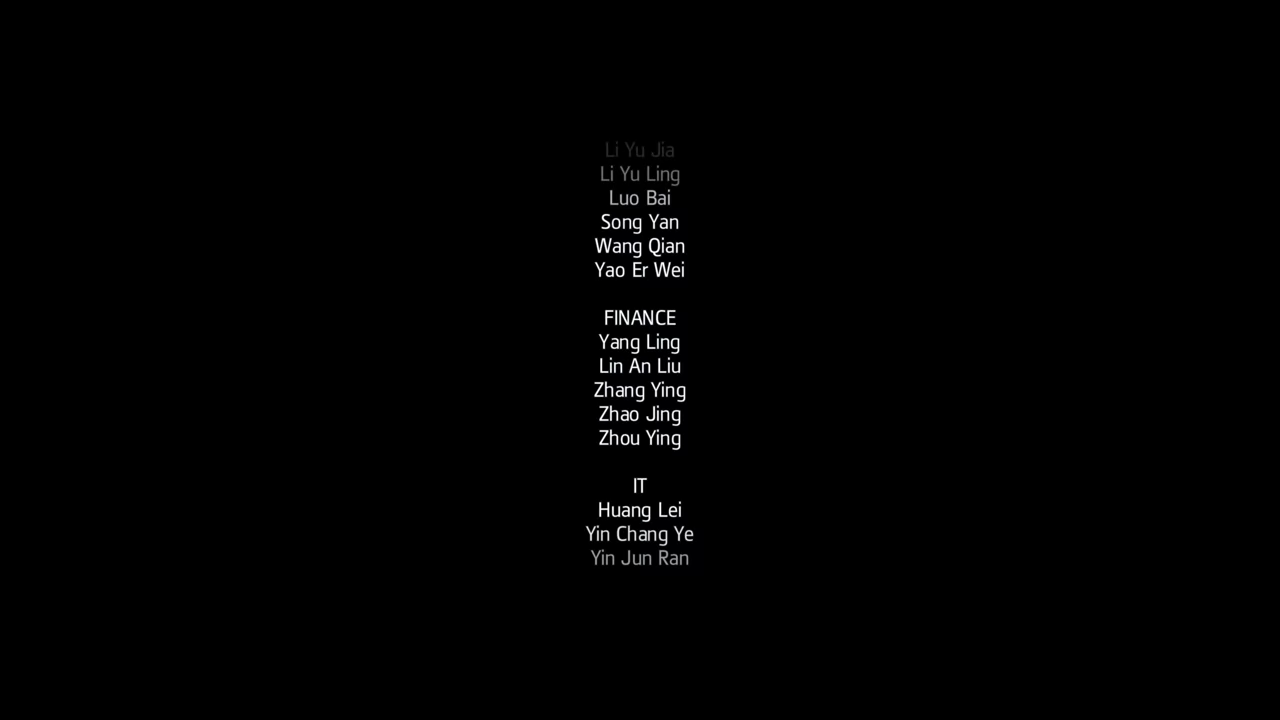 Li Yu Jia
Li Yu Ling
Luo Bai
Song Yan
Wang Qian
Yao Er Wei
FINANCE
Yang Ling
Lin An Liu
Zhang Ying
Zhao Jing
Zhou Ying
IT
Huang Lei
Yin Chang Ye
Yin Jun Ran